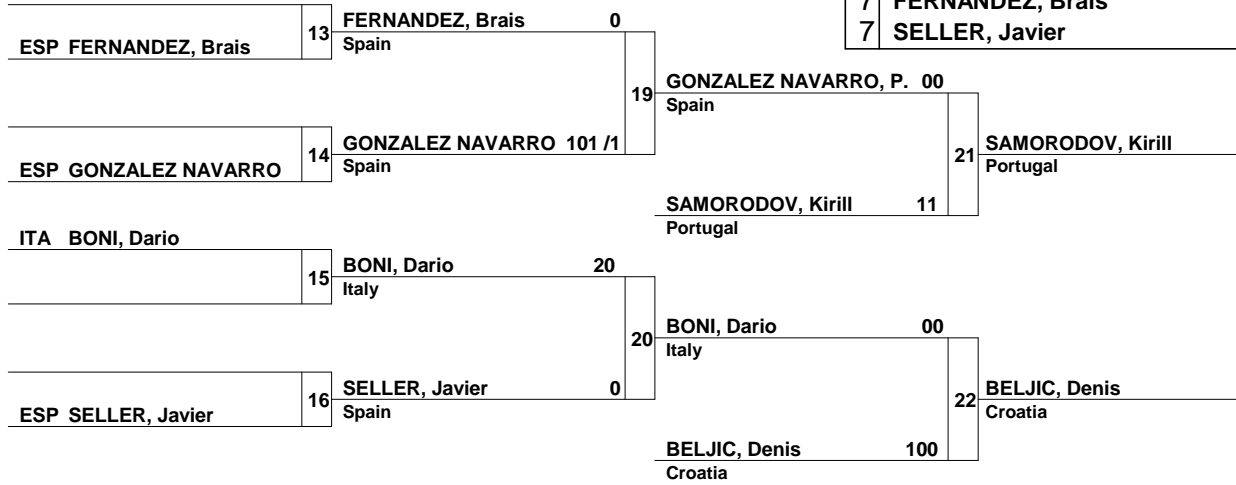 7 FERNANDEZ, Brais
7 SELLER, Javier
FERNANDEZ, Brais 0
13
ESP FERNANDEZ, Brais
Spain
GONZALEZ NAVARRO, P. 00
19
Spain
GONZALEZ NAVARRO 101 /1
14
ESP GONZALEZ NAVARRO
Spain
SAMORODOV, Kirill
21
Portugal
SAMORODOV, Kirill 11
Portugal
ITA BONI, Dario
BONI, Dario 20
15
Italy
BONI, Dario 00
20
Italy
SELLER, Javier 0
16
ESP SELLER, Javier
Spain
BELJIC, Denis
22
Croatia
BELJIC, Denis 100
Croatia